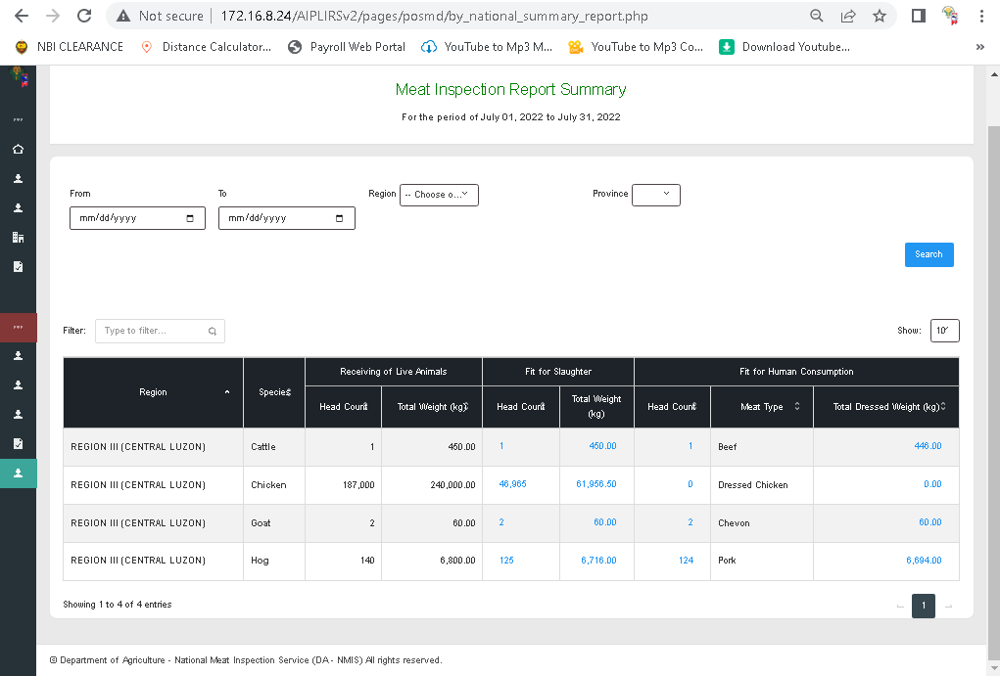 Not secure | 172.16.8.24/AIPLIRSv2/pages/posmd/by_national_summary_report.php
NBI CLEARANCE Distance Calculator... Payroll Web Portal YouTube to Mp3 M... YouTube to Mp3 Co... Download Youtube... »
Meat Inspection Report Summary
For the period of July 01, 2022 to July 31, 2022
From To Region -- Choose o... Province
mm/dd/yyyy mm/dd/yyyy
Search
Filter: Type to filter... Show: 10
Region Species Receiving of Live Animals Fit for Slaughter Fit for Human Consumption
Head Count Total Weight (kg) Head Count Total Weight (kg) Head Count Meat Type Total Dressed Weight (kg)
REGION III (CENTRAL LUZON) Cattle 1 450.00 1 450.00 1 Beef 446.00
REGION III (CENTRAL LUZON) Chicken 187,000 240,000.00 46,965 61,956.50 0 Dressed Chicken 0.00
REGION III (CENTRAL LUZON) Goat 2 60.00 2 60.00 2 Chevon 60.00
REGION III (CENTRAL LUZON) Hog 140 6,800.00 125 6,716.00 124 Pork 6,694.00
Showing 1 to 4 of 4 entries ← 1 →
© Department of Agriculture - National Meat Inspection Service (DA - NMIS) All rights reserved.